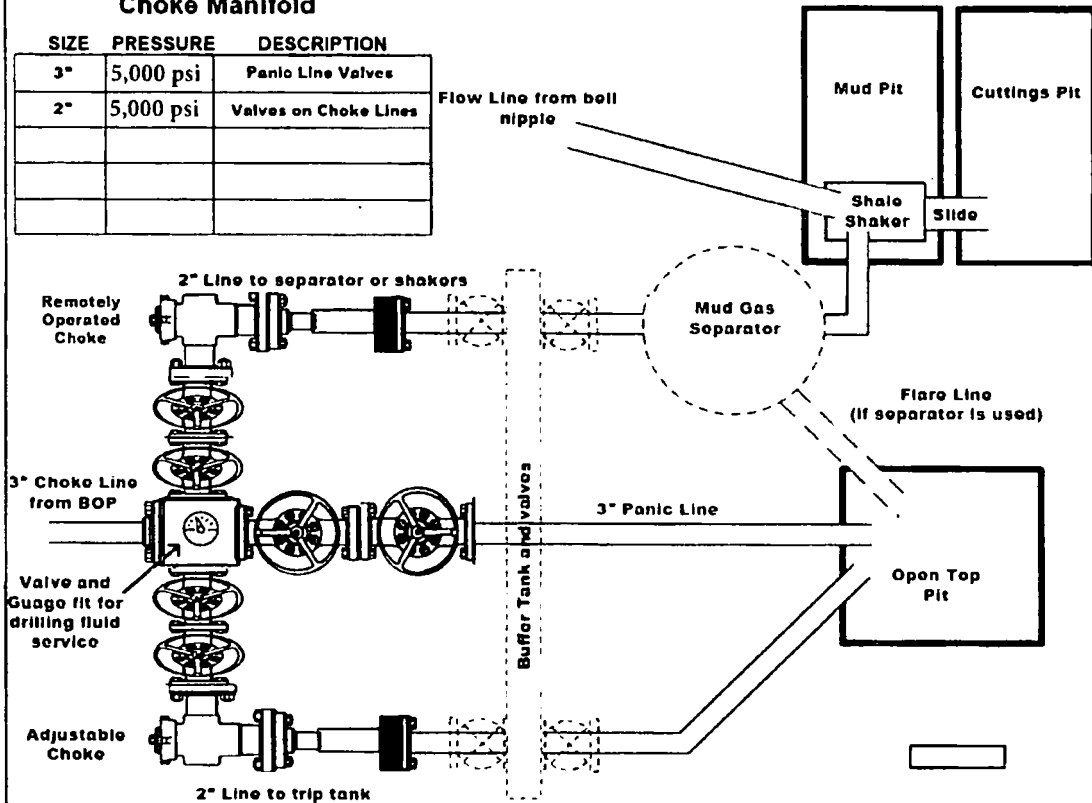 Choke Manifold
SIZE PRESSURE DESCRIPTION
3" 5,000 psi Panic Line Valves
2" 5,000 psi Valves on Choke Lines
Flow Line from bell
nipple
Mud Pit
Cuttings Pit
Shale
Shaker
Slide
2" Line to separator or shakers
Remotely
Operated
Choke
Mud Gas
Separator
Flare Line
(if separator is used)
3" Choke Line
from BOP
3" Panic Line
Buffer Tank and valves
Valve and
Guage fit for
drilling fluid
service
Open Top
Pit
Adjustable
Choke
2" Line to trip tank